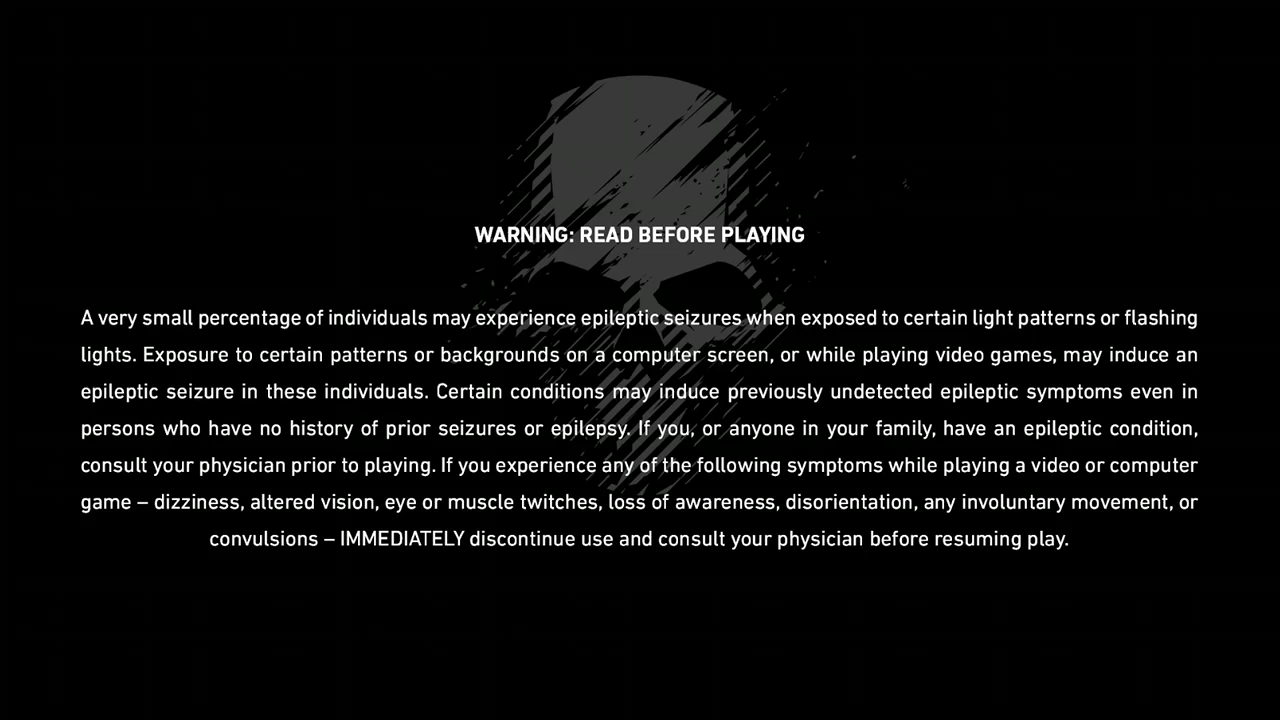 WARNING: READ BEFORE PLAYING
A very small percentage of individuals may experience epileptic seizures when exposed to certain light patterns or flashing
lights. Exposure to certain patterns or backgrounds on a computer screen, or while playing video games, may induce an
epileptic seizure in these individuals. Certain conditions may induce previously undetected epileptic symptoms even in
persons who have no history of prior seizures or epilepsy. If you, or anyone in your family, have an epileptic condition,
consult your physician prior to playing. If you experience any of the following symptoms while playing a video or computer
game – dizziness, altered vision, eye or muscle twitches, loss of awareness, disorientation, any involuntary movement, or
convulsions – IMMEDIATELY discontinue use and consult your physician before resuming play.